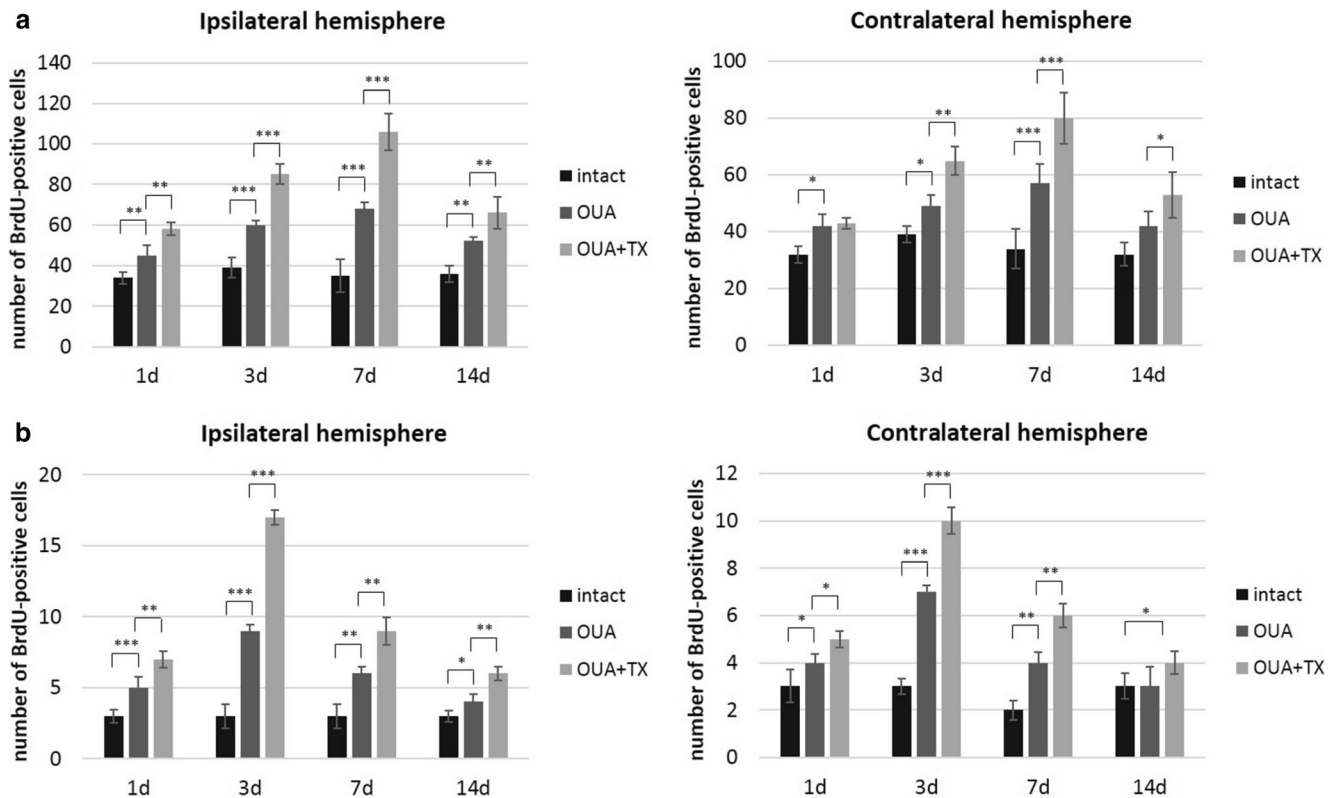 a
Ipsilateral hemisphere
number of BrdU-positive cells
140
120
100
80
60
40
20
0
**
**
***
***
***
***
**
**
1d 3d 7d 14d
intact
OUA
OUA+TX
Contralateral hemisphere
number of BrdU-positive cells
100
80
60
40
20
0
*
*
**
***
***
*
1d 3d 7d 14d
intact
OUA
OUA+TX
b
Ipsilateral hemisphere
number of BrdU-positive cells
20
15
10
5
0
***
**
***
***
**
**
*
**
1d 3d 7d 14d
intact
OUA
OUA+TX
Contralateral hemisphere
number of BrdU-positive cells
12
10
8
6
4
2
0
*
*
***
***
**
**
*
1d 3d 7d 14d
intact
OUA
OUA+TX